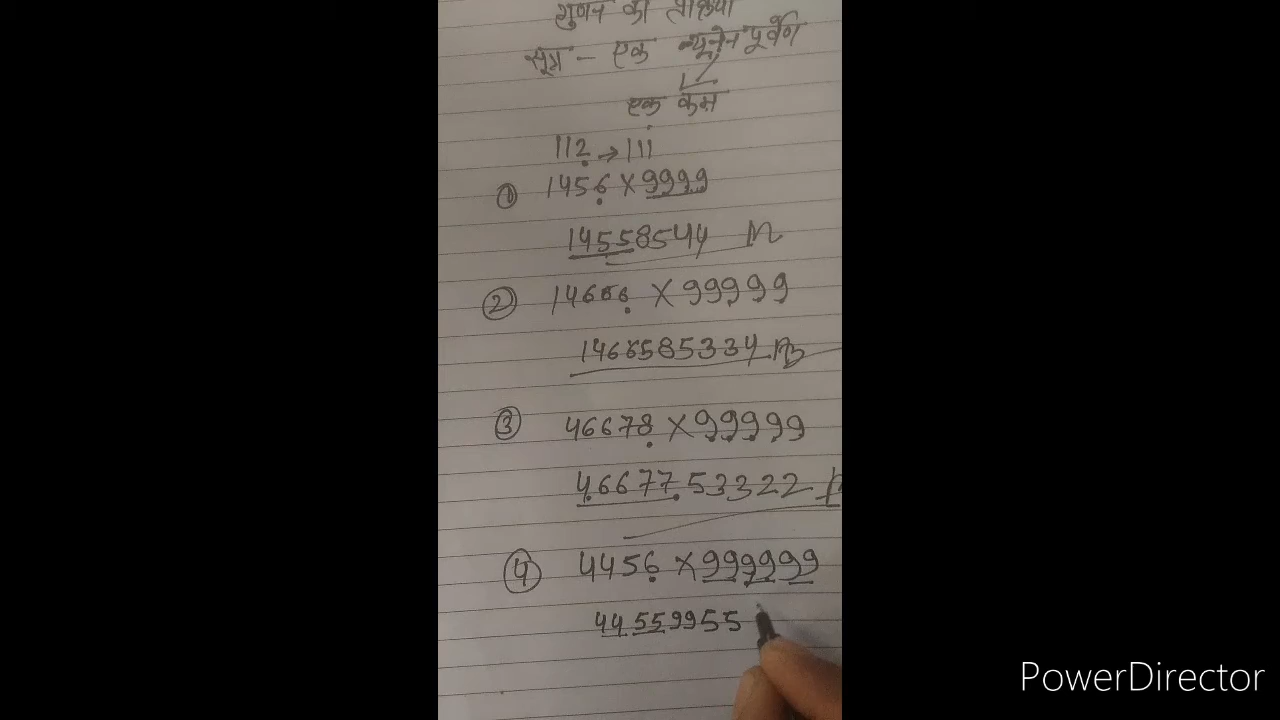 गुणन की प्रक्रिया
सूत्र - एक न्यूनेन पूर्वेण
एक कम
112 → 111
① 1456 × 9999
14558544
② 14666 × 99999
1466585334
③ 46678 × 99999
4667753322
④ 4456 × 999999
44559955
PowerDirector